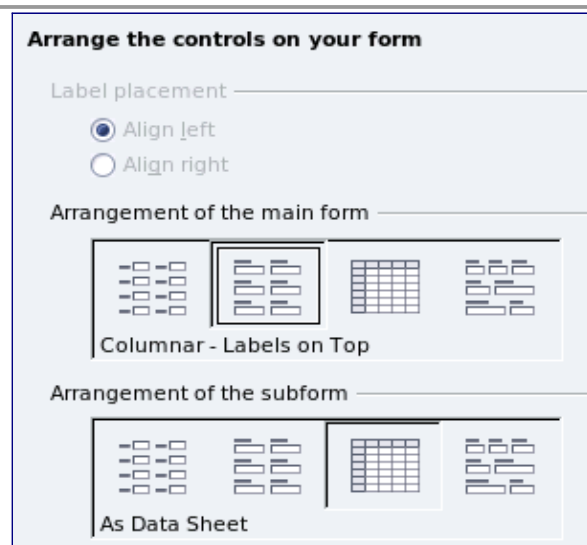 Arrange the controls on your form
Label placement
Align left
Align right
Arrangement of the main form
Columnar - Labels on Top
Arrangement of the subform
As Data Sheet